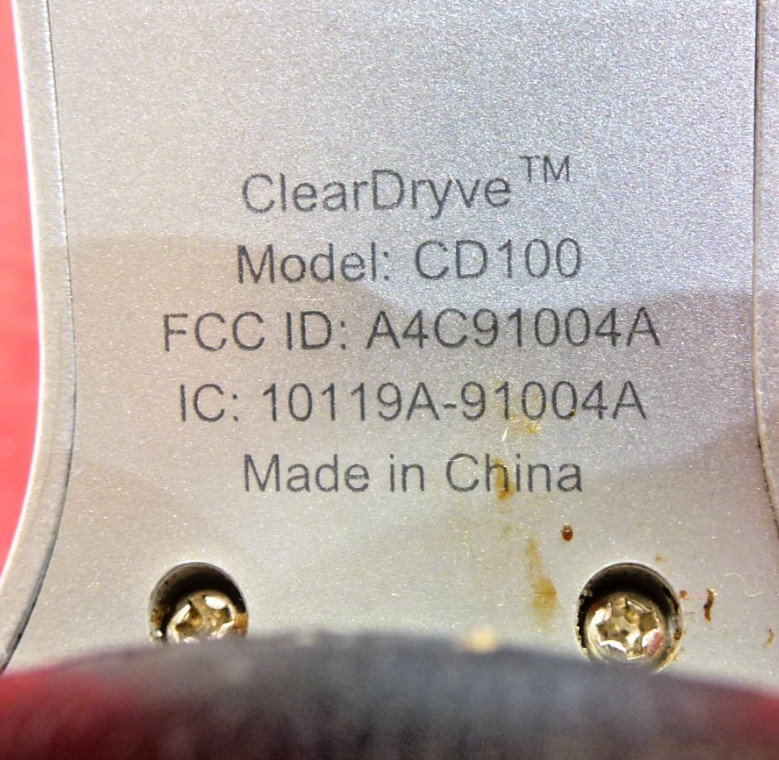 ClearDryve™
Model: CD100
FCC ID: A4C91004A
IC: 10119A-91004A
Made in China